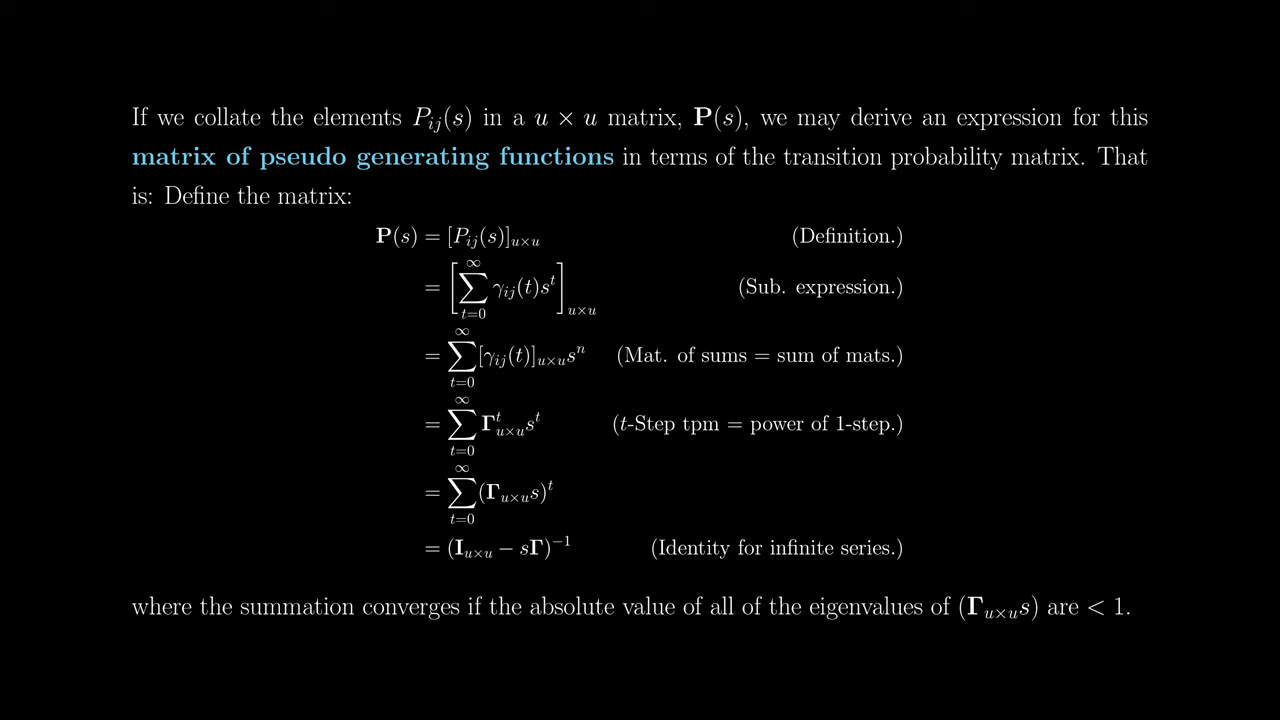 If we collate the elements P_{ij}(s) in a u × u matrix, **P**(s), we may derive an expression for this
matrix of pseudo generating functions in terms of the transition probability matrix. That
is: Define the matrix:
P(s) = [P_{ij}(s)]_{u×u} (Definition.)
= [∑_{t=0}^{∞} γ_{ij}(t)s^t]_{u×u} (Sub. expression.)
= ∑_{t=0}^{∞} [γ_{ij}(t)]_{u×u}s^n (Mat. of sums = sum of mats.)
= ∑_{t=0}^{∞} Γ^t_{u×u}s^t (t-Step tpm = power of 1-step.)
= ∑_{t=0}^{∞} (Γ_{u×u}s)^t
= (I_{u×u} − sΓ)^{−1} (Identity for infinite series.)
where the summation converges if the absolute value of all of the eigenvalues of (Γ_{u×u}s) are < 1.